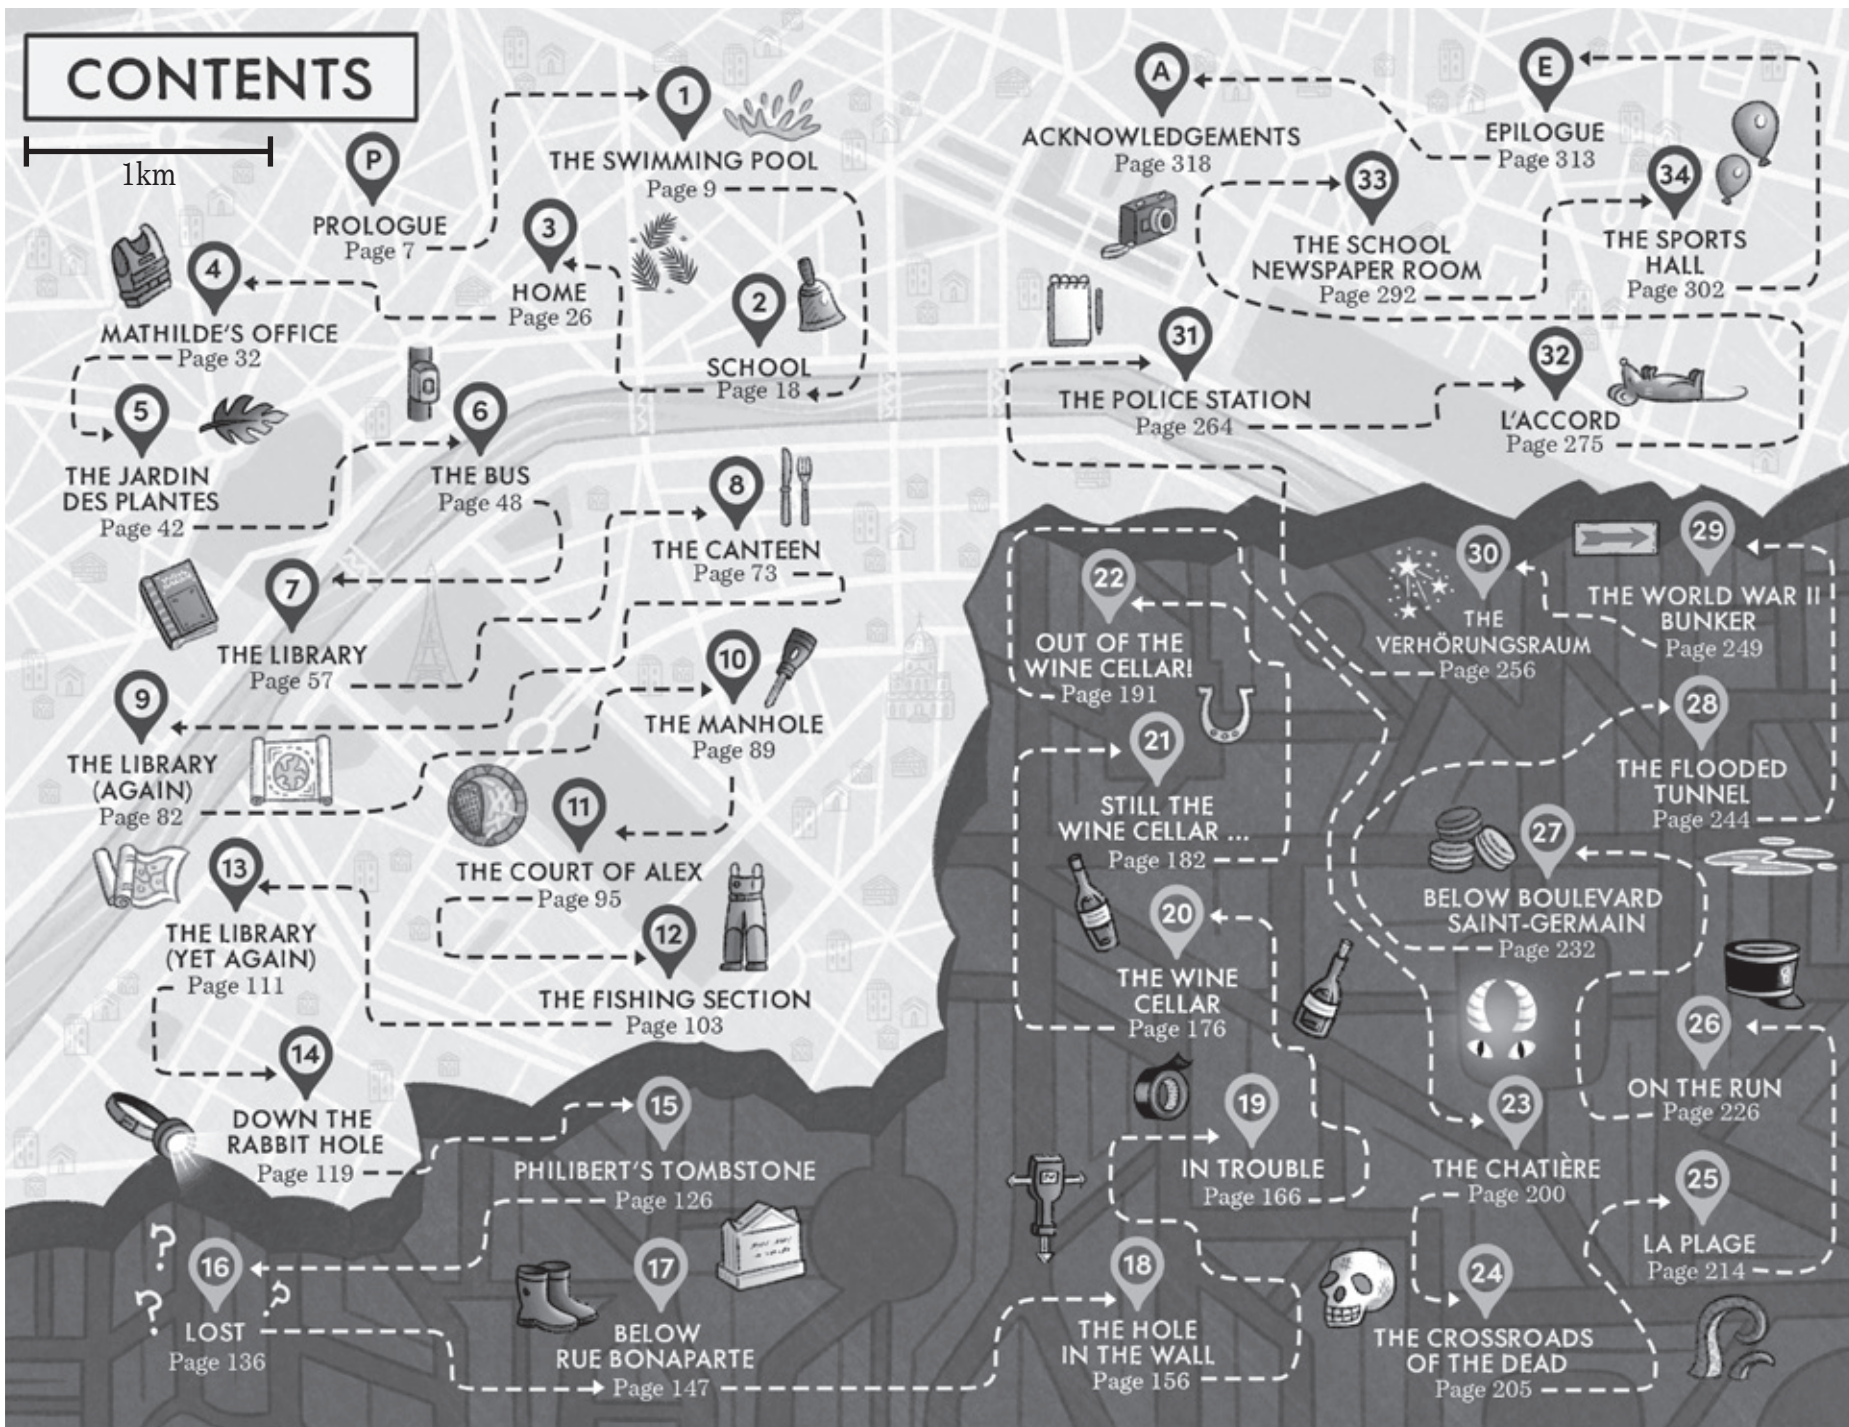 CONTENTS
1km
P
PROLOGUE
Page 7
1
THE SWIMMING POOL
Page 9
2
SCHOOL
Page 18
3
HOME
Page 26
4
MATHILDE'S OFFICE
Page 32
5
THE JARDIN
DES PLANTES
Page 42
6
THE BUS
Page 48
7
THE LIBRARY
Page 57
8
THE CANTEEN
Page 73
9
THE LIBRARY
(AGAIN)
Page 82
10
THE MANHOLE
Page 89
11
THE COURT OF ALEX
Page 95
12
THE FISHING SECTION
Page 103
13
THE LIBRARY
(YET AGAIN)
Page 111
14
DOWN THE
RABBIT HOLE
Page 119
15
PHILIBERT'S TOMBSTONE
Page 126
16
? ? ?
LOST
Page 136
17
BELOW
RUE BONAPARTE
Page 147
18
THE HOLE
IN THE WALL
Page 156
19
IN TROUBLE
Page 166
20
THE WINE
CELLAR
Page 176
21
STILL THE
WINE CELLAR ...
Page 182
22
OUT OF THE
WINE CELLAR!
Page 191
23
THE CHATIÈRE
Page 200
24
THE CROSSROADS
OF THE DEAD
Page 205
25
LA PLAGE
Page 214
26
ON THE RUN
Page 226
27
BELOW BOULEVARD
SAINT-GERMAIN
Page 232
28
THE FLOODED
TUNNEL
Page 244
29
THE WORLD WAR II
BUNKER
Page 249
30
THE
VERHÖRUNGSRAUM
Page 256
31
THE POLICE STATION
Page 264
32
L'ACCORD
Page 275
33
THE SCHOOL
NEWSPAPER ROOM
Page 292
34
THE SPORTS
HALL
Page 302
E
EPILOGUE
Page 313
A
ACKNOWLEDGEMENTS
Page 318